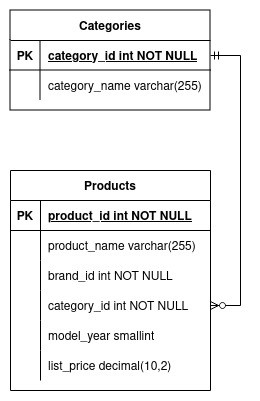 Categories
PK category_id int NOT NULL
category_name varchar(255)
Products
PK product_id int NOT NULL
product_name varchar(255)
brand_id int NOT NULL
category_id int NOT NULL
model_year smallint
list_price decimal(10,2)